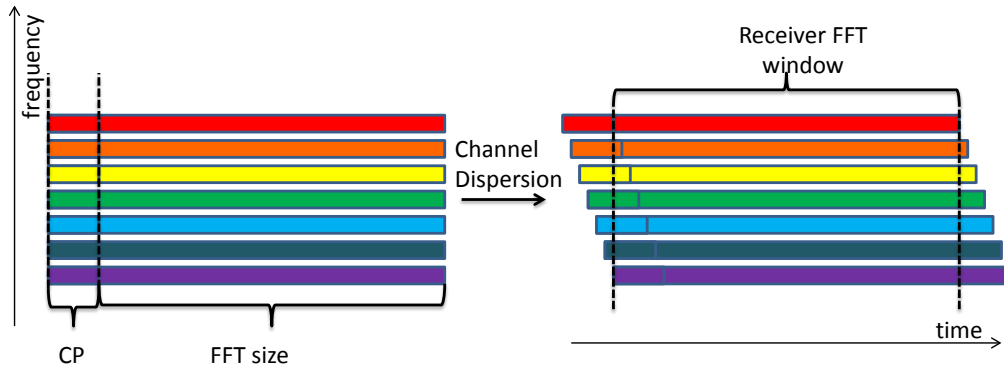 frequency
Receiver FFT
window
Channel
Dispersion
time
CP
FFT size